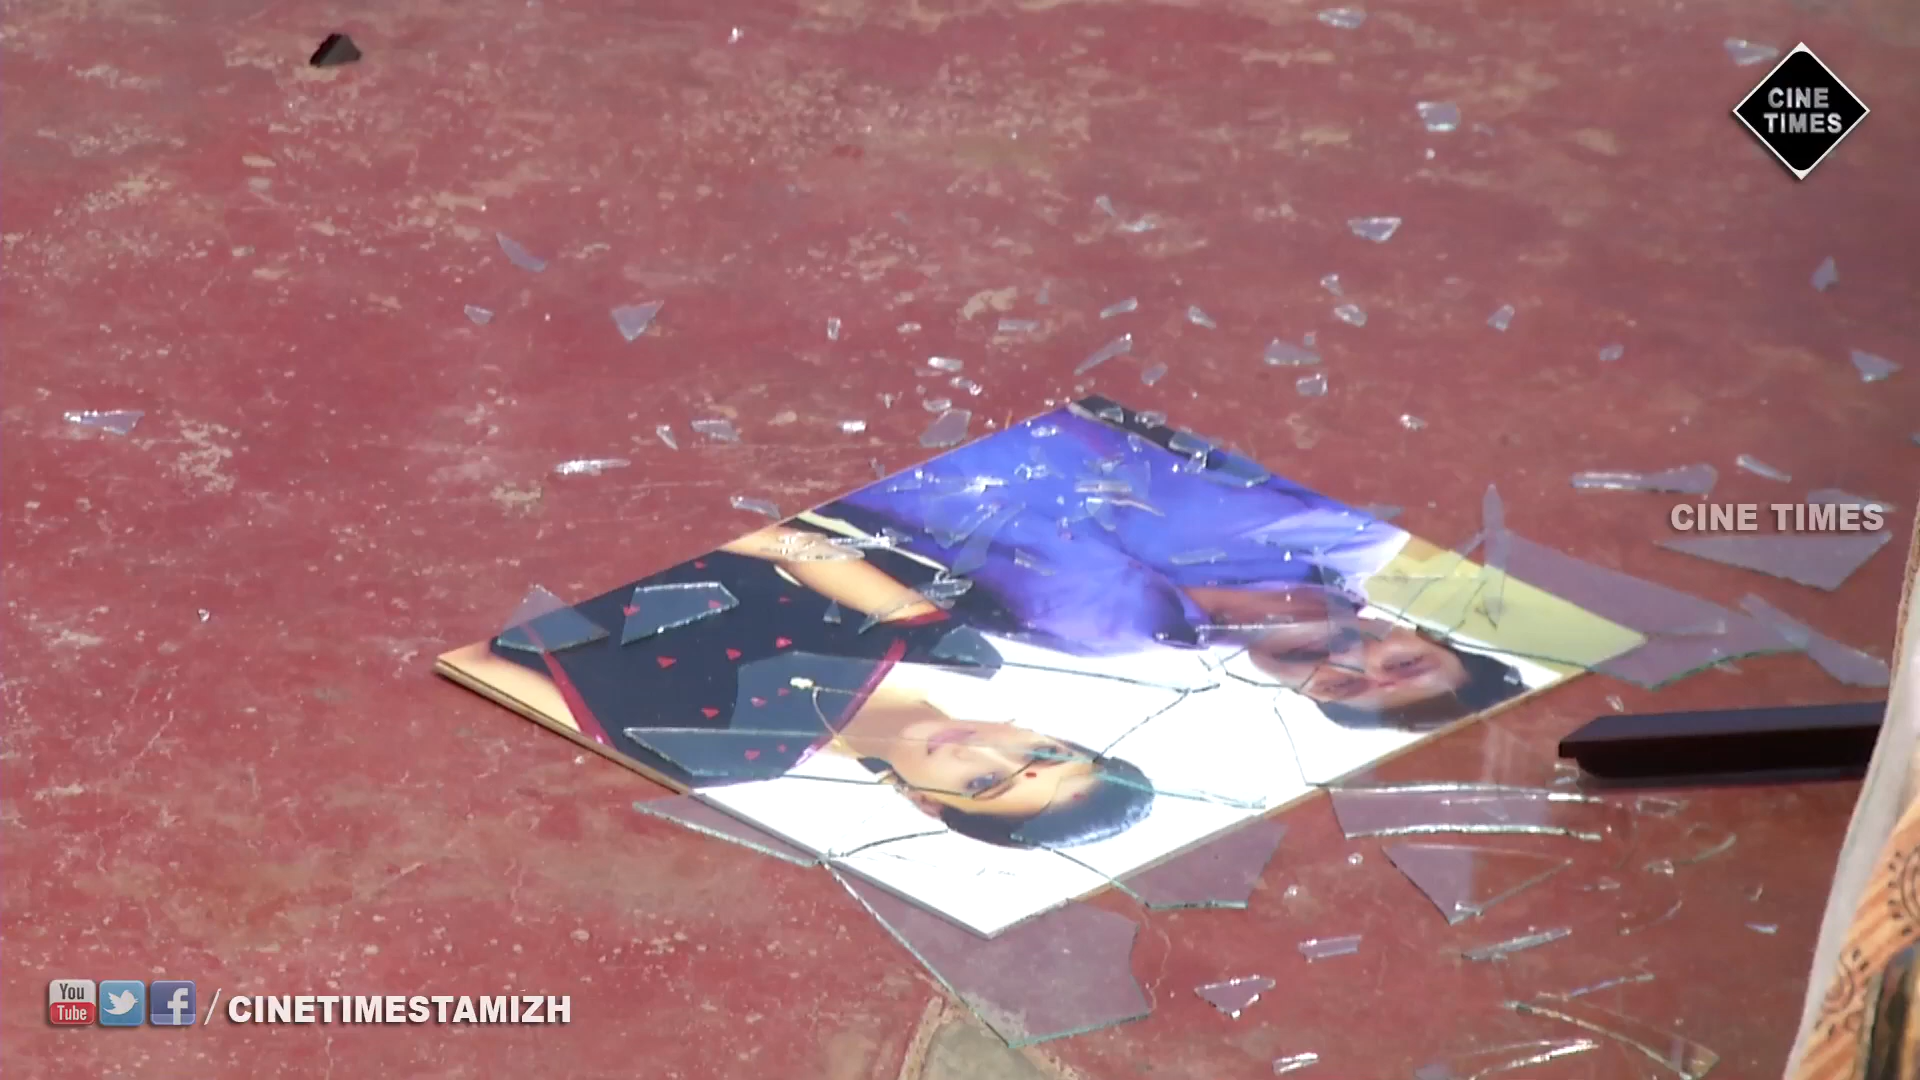 CINE
TIMES
CINE TIMES
You
Tube
/ CINETIMESTAMIZH